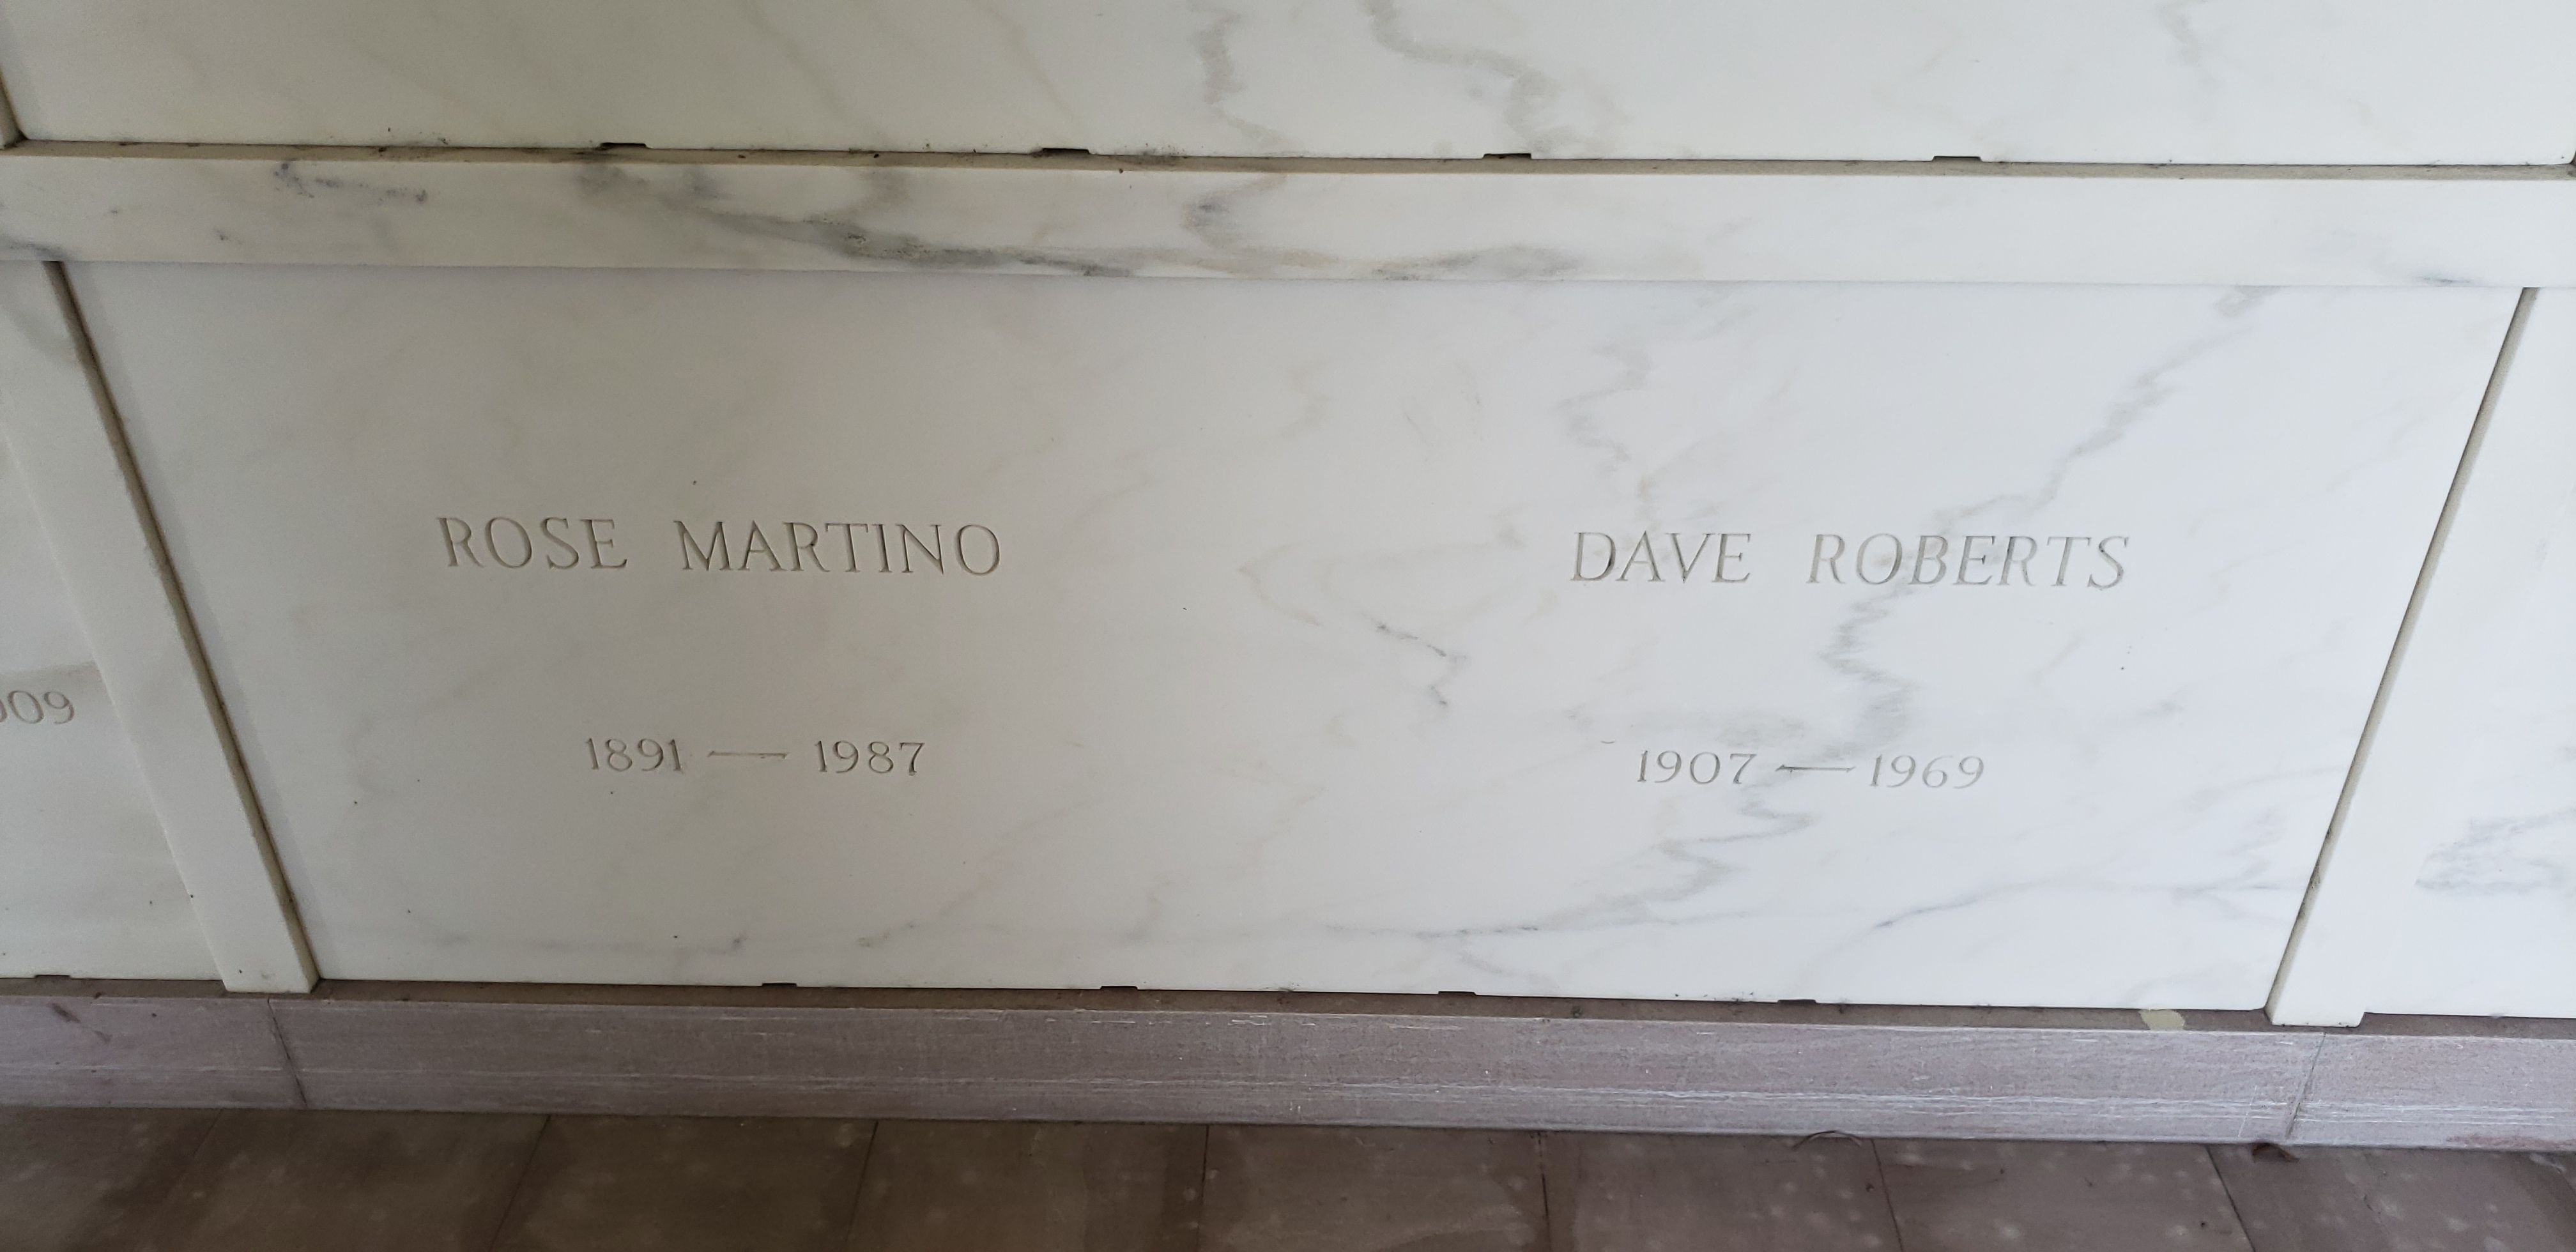 ROSE MARTINO
1891 — 1987
DAVE ROBERTS
1907 — 1969